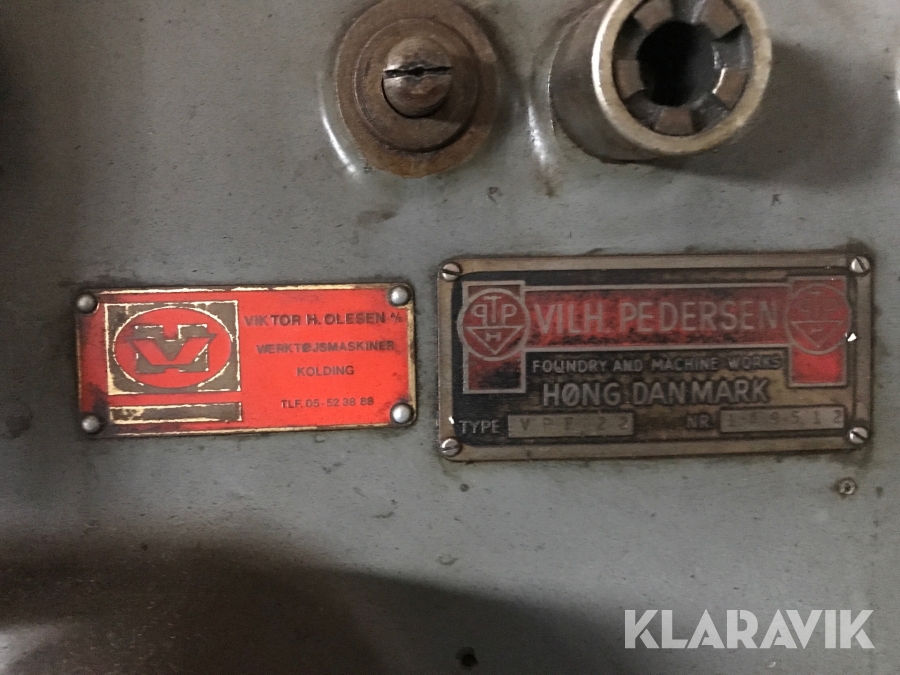 VIKTOR H. OLESEN A/S
VÆRKTØJSMASKINER
KOLDING
TLF. 05-52 38 88
VILH. PEDERSEN
FOUNDRY AND MACHINE WORKS
HØNG DANMARK
TYPE
NR.
KLARAVIK